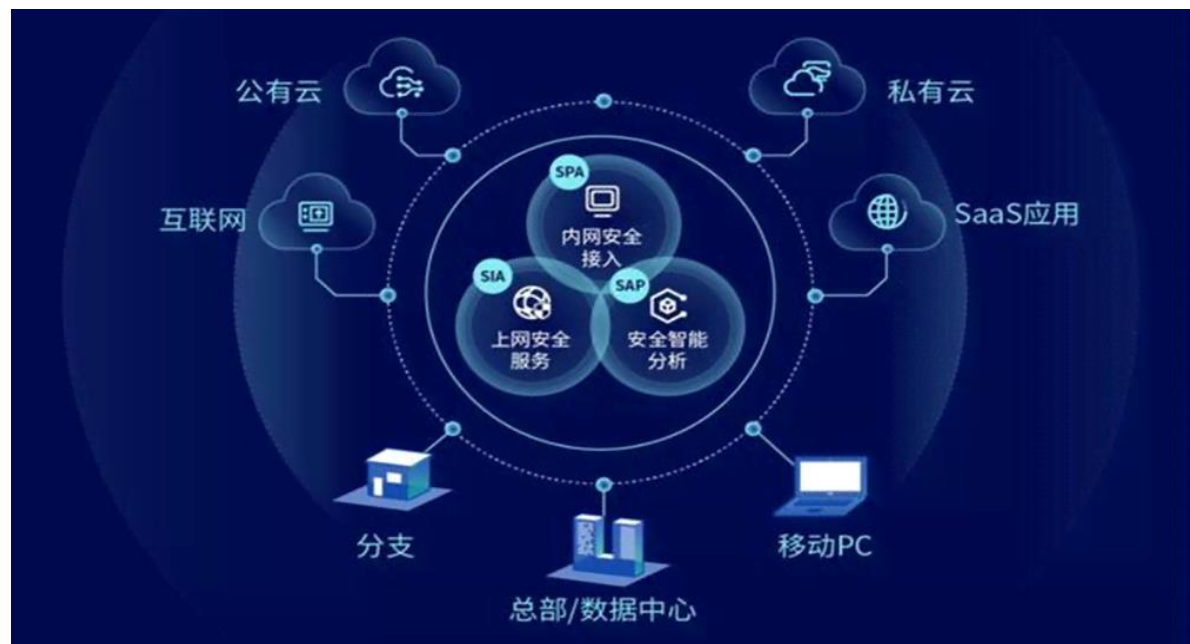 公有云
私有云
互联网
SaaS应用
SPA
内网安全
接入
SIA
上网安全
服务
SAP
安全智能
分析
分支
总部/数据中心
移动PC